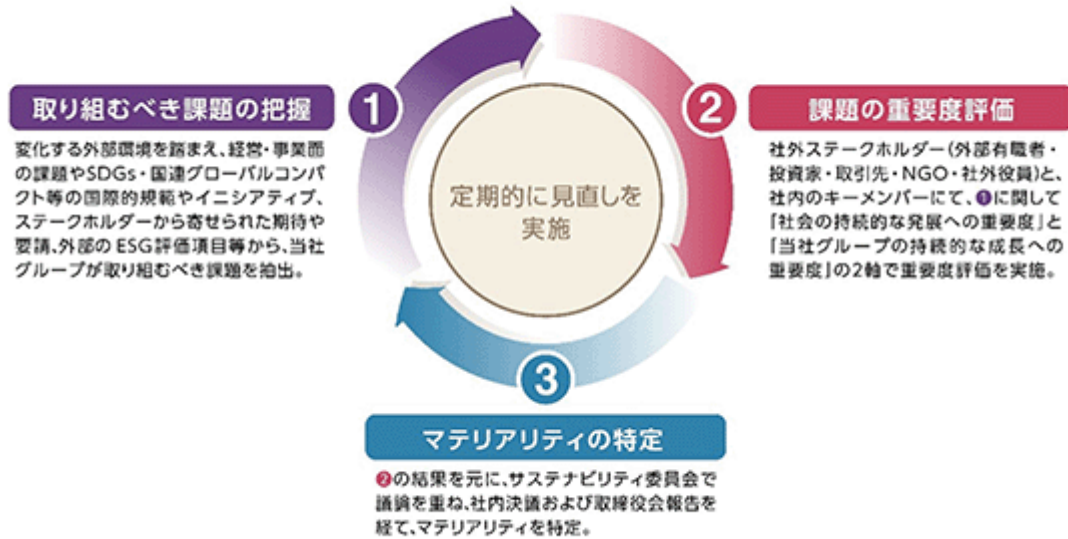 1
取り組むべき課題の把握
変化する外部環境を踏まえ、経営・事業面
の課題やSDGs・国連グローバルコンパ
クト等の国際的規範やイニシアティブ、
ステークホルダーから寄せられた期待や
要請、外部のESG評価項目等から、当社
グループが取り組むべき課題を抽出。
2
課題の重要度評価
社外ステークホルダー(外部有職者・
投資家・取引先・NGO・社外役員)と、
社内のキーメンバーにて、❶に関して
「社会の持続的な発展への重要度」と
「当社グループの持続的な成長への
重要度」の2軸で重要度評価を実施。
定期的に見直しを
実施
3
マテリアリティの特定
❷の結果を元に、サステナビリティ委員会で
議論を重ね、社内決議および取締役会報告を
経て、マテリアリティを特定。